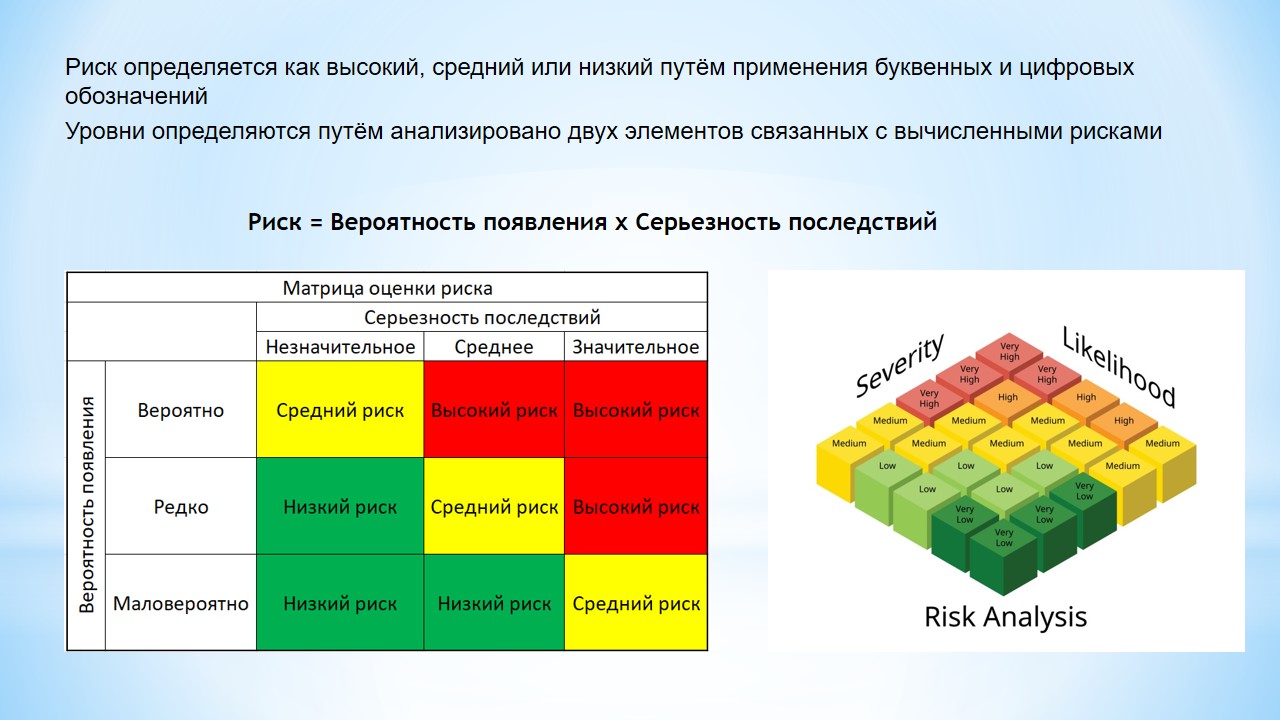 Риск определяется как высокий, средний или низкий путём применения буквенных и цифровых
обозначений
Уровни определяются путём анализировано двух элементов связанных с вычисленными рисками
Риск = Вероятность появления x Серьезность последствий
Матрица оценки риска
Серьезность последствий
Незначительное Среднее Значительное
Вероятность появления
Вероятно Средний риск Высокий риск Высокий риск
Редко Низкий риск Средний риск Высокий риск
Маловероятно Низкий риск Низкий риск Средний риск
Severity
Likelihood
Very
High
Very
High
Very
High
Very
High
High
High
Medium
Medium
High
Medium
Medium
Medium
Medium
Medium
Low
Low
Low
Medium
Low
Low
Very
Low
Very
Low
Very
Low
Very
Low
Risk Analysis